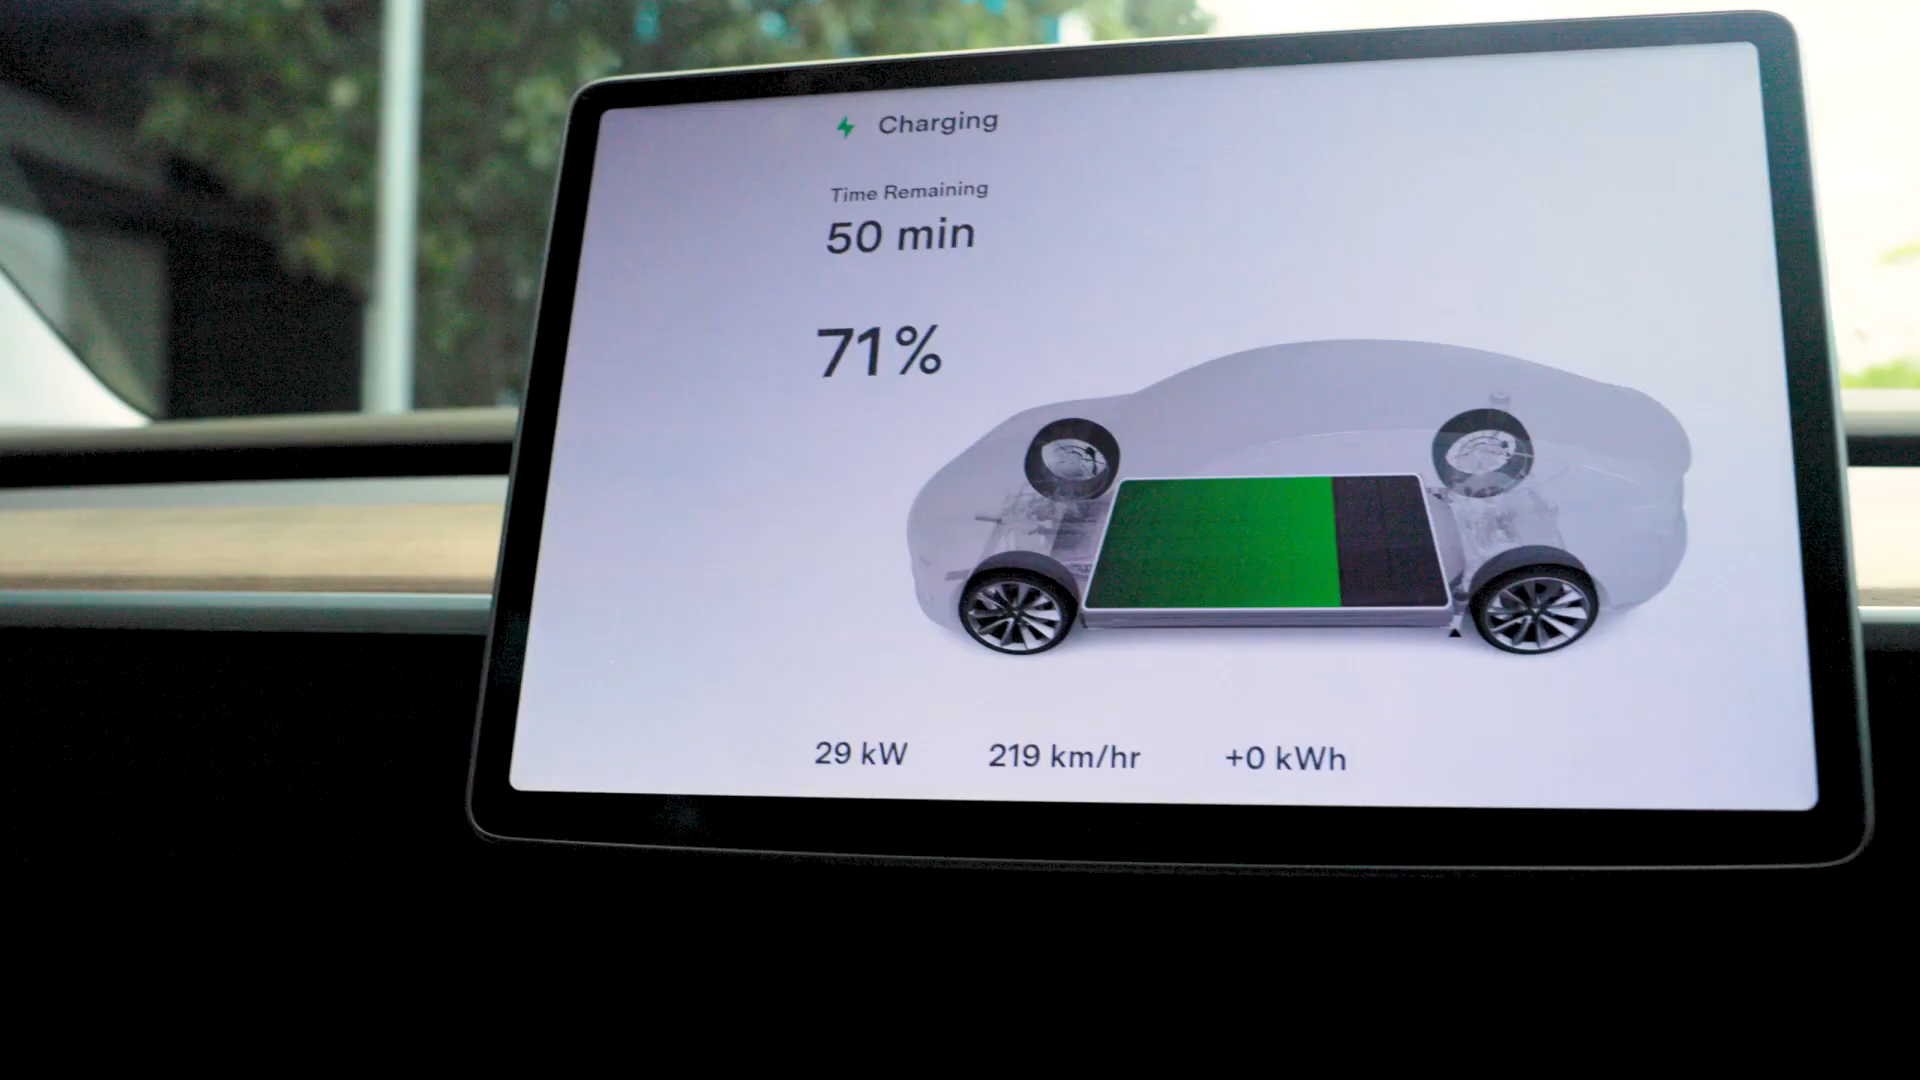 Charging
Time Remaining
50 min
71%
29 kW
219 km/hr
+0 kWh